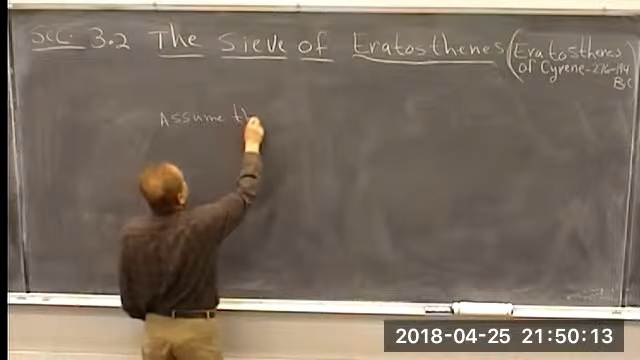 Sec. 3.2 The Sieve of Eratosthenes (Eratosthenes
of Cyrene-276-194
BC
Assume th
2018-04-25 21:50:13